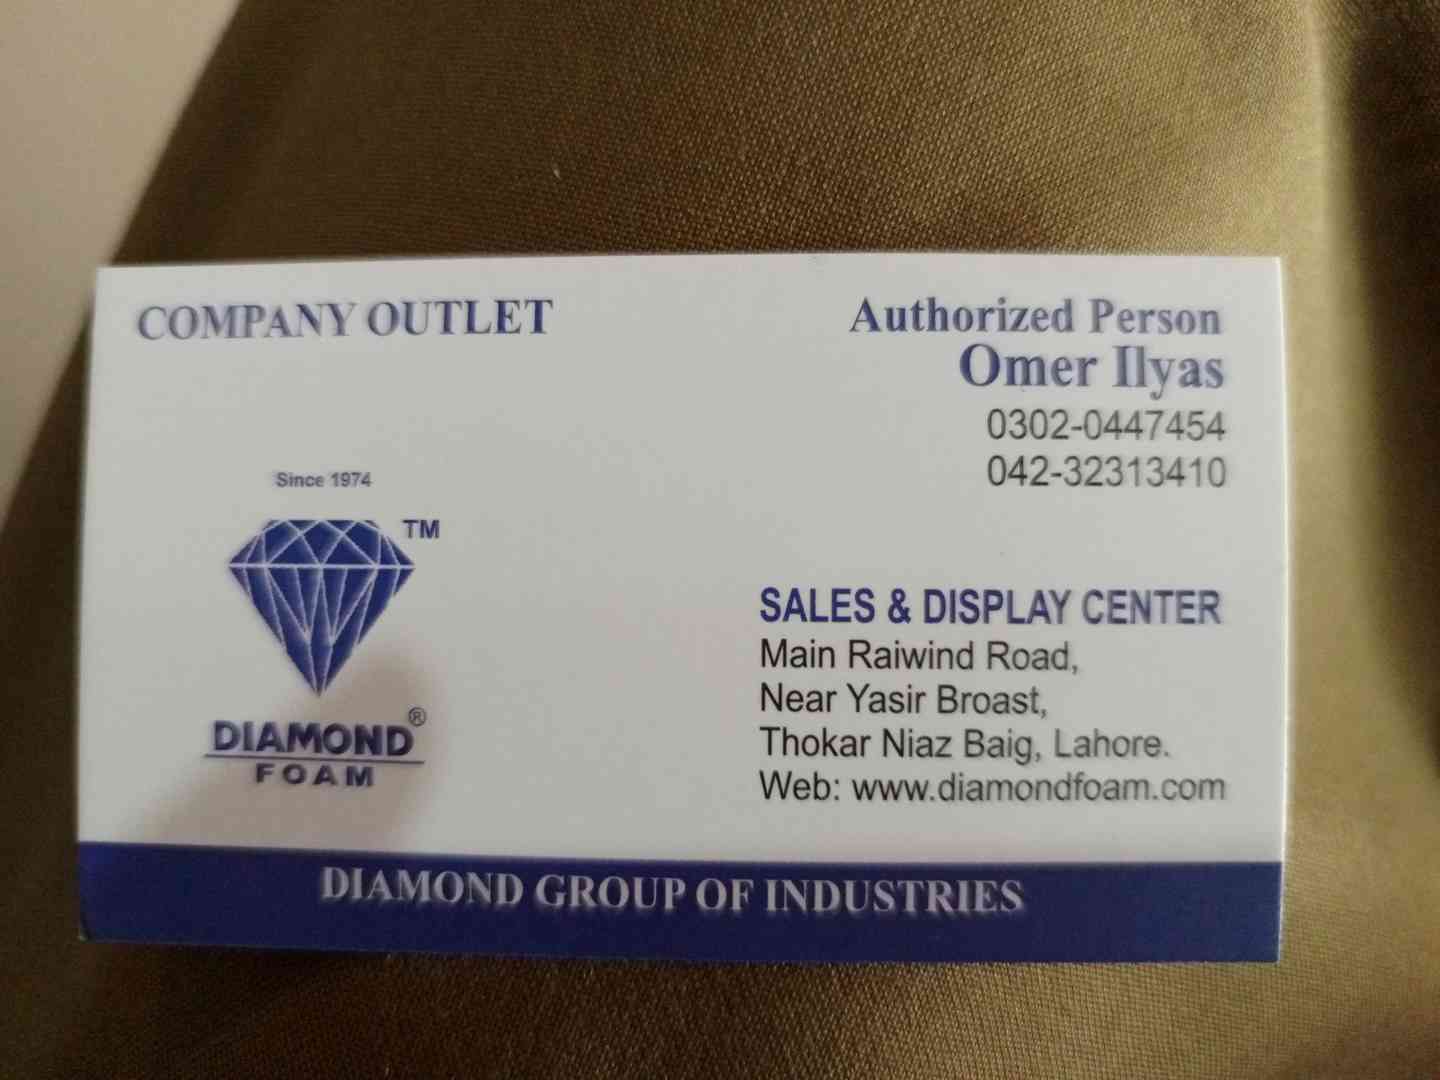 COMPANY OUTLET
Authorized Person
Omer Ilyas
0302-0447454
042-32313410
Since 1974
TM
DIAMOND®
FOAM
SALES & DISPLAY CENTER
Main Raiwind Road,
Near Yasir Broast,
Thokar Niaz Baig, Lahore.
Web: www.diamondfoam.com
DIAMOND GROUP OF INDUSTRIES